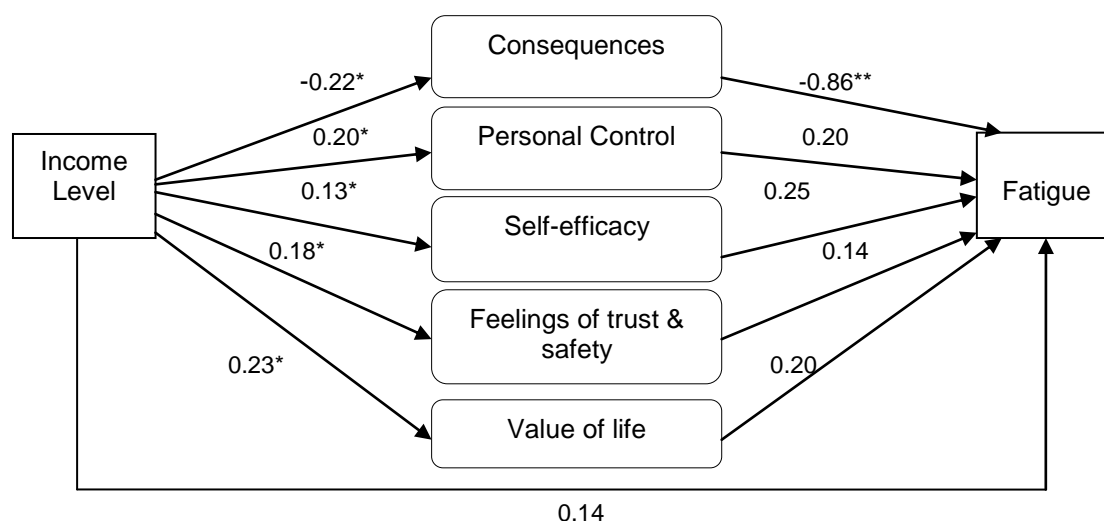 Consequences
-0.22*
-0.86**
0.20*
Personal Control
0.20
Income
Level
0.13*
0.25
Fatigue
Self-efficacy
0.18*
0.14
Feelings of trust &
safety
0.23*
0.20
Value of life
0.14